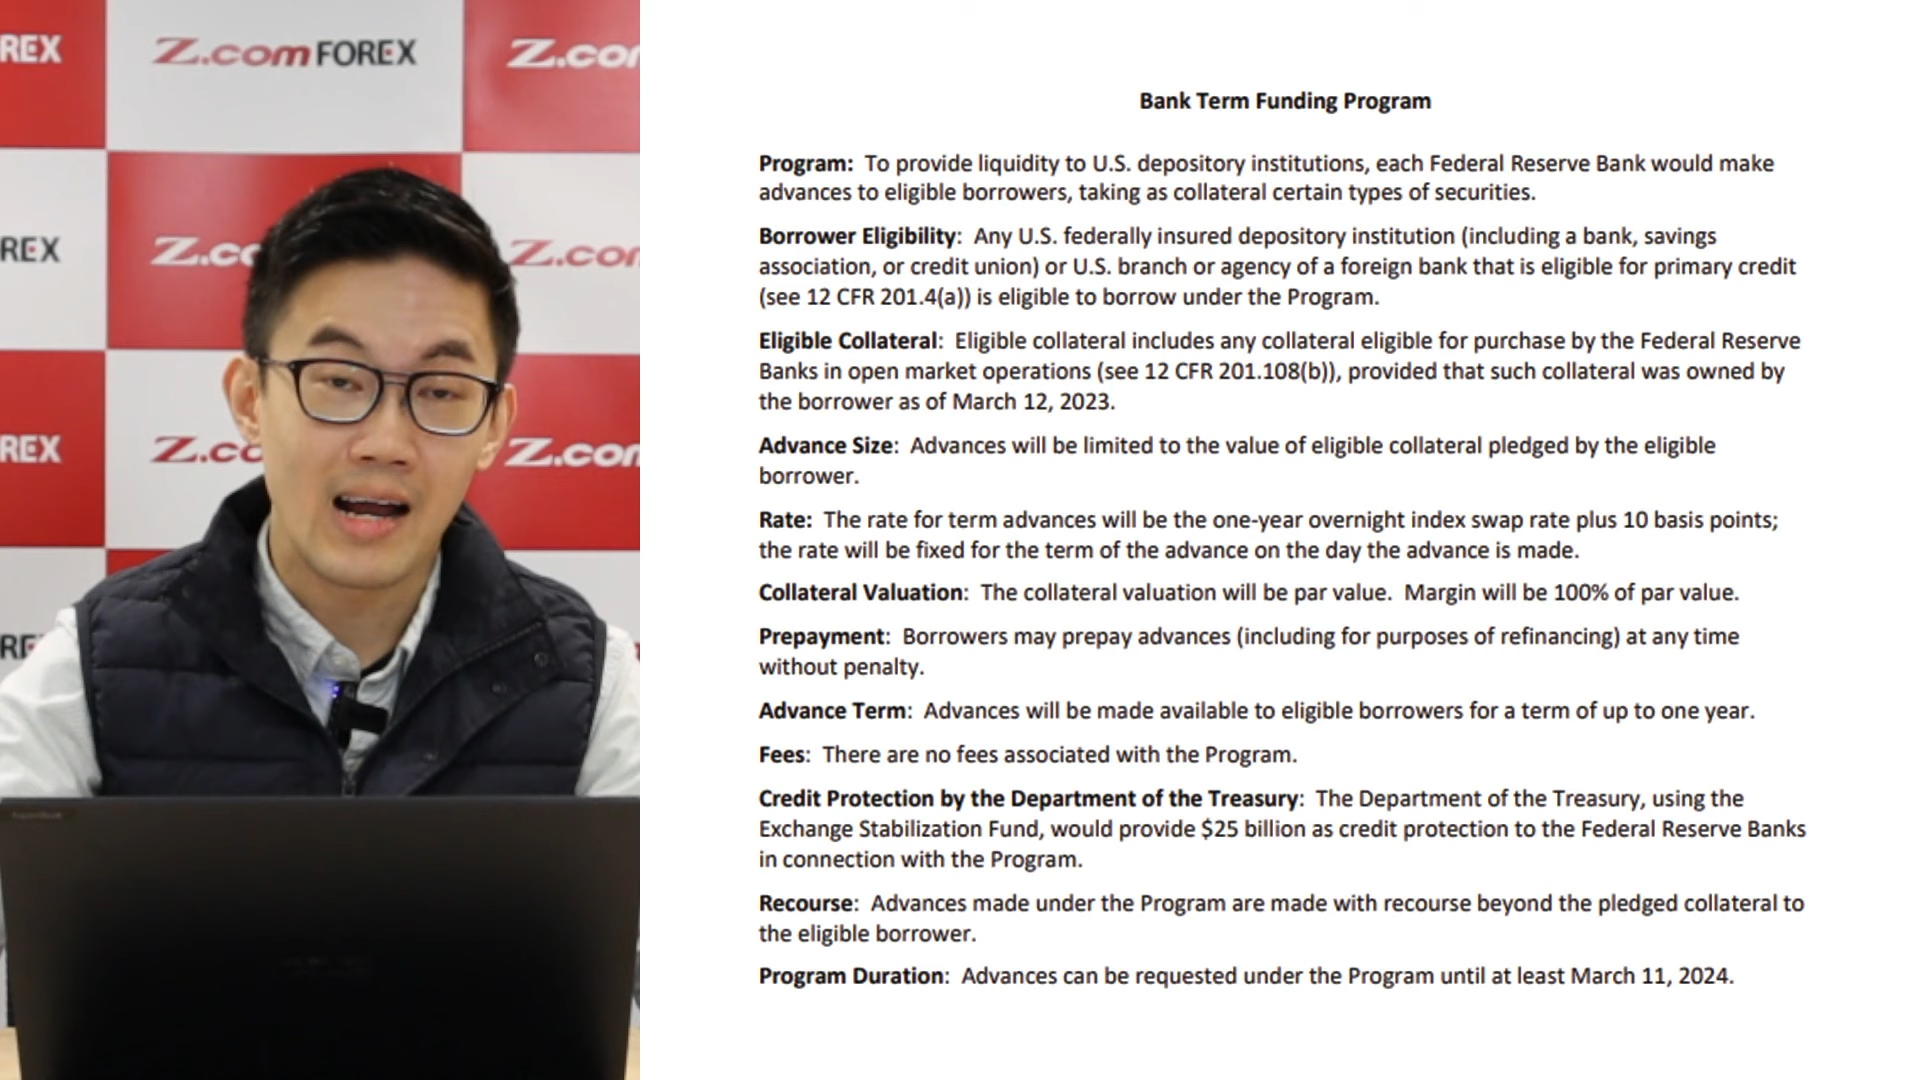 REX
Z.com FOREX
Z.com
REX
Z.co
Z.com
REX
Z.co
Z.com
Bank Term Funding Program
Program: To provide liquidity to U.S. depository institutions, each Federal Reserve Bank would make
advances to eligible borrowers, taking as collateral certain types of securities.
Borrower Eligibility: Any U.S. federally insured depository institution (including a bank, savings
association, or credit union) or U.S. branch or agency of a foreign bank that is eligible for primary credit
(see 12 CFR 201.4(a)) is eligible to borrow under the Program.
Eligible Collateral: Eligible collateral includes any collateral eligible for purchase by the Federal Reserve
Banks in open market operations (see 12 CFR 201.108(b)), provided that such collateral was owned by
the borrower as of March 12, 2023.
Advance Size: Advances will be limited to the value of eligible collateral pledged by the eligible
borrower.
Rate: The rate for term advances will be the one-year overnight index swap rate plus 10 basis points;
the rate will be fixed for the term of the advance on the day the advance is made.
Collateral Valuation: The collateral valuation will be par value. Margin will be 100% of par value.
Prepayment: Borrowers may prepay advances (including for purposes of refinancing) at any time
without penalty.
Advance Term: Advances will be made available to eligible borrowers for a term of up to one year.
Fees: There are no fees associated with the Program.
Credit Protection by the Department of the Treasury: The Department of the Treasury, using the
Exchange Stabilization Fund, would provide $25 billion as credit protection to the Federal Reserve Banks
in connection with the Program.
Recourse: Advances made under the Program are made with recourse beyond the pledged collateral to
the eligible borrower.
Program Duration: Advances can be requested under the Program until at least March 11, 2024.